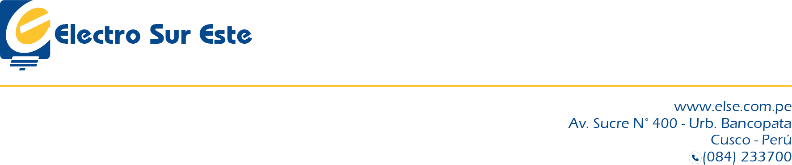 Electro Sur Este
www.else.com.pe
Av. Sucre N° 400 - Urb. Bancopata
Cusco - Perú
(084) 233700